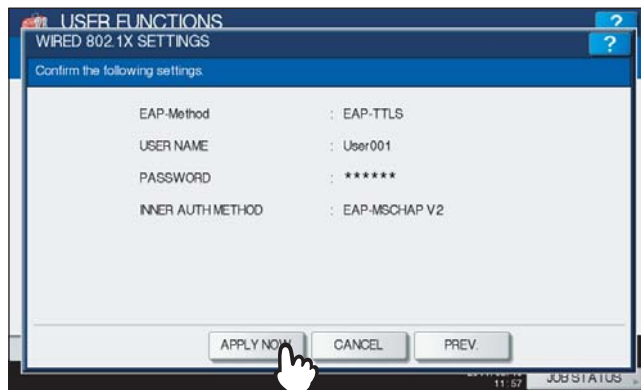 USER FUNCTIONS
?
WIRED 802.1X SETTINGS
?
Confirm the following settings.
EAP-Method : EAP-TTLS
USER NAME : User001
PASSWORD : ******
INNER AUTH METHOD : EAP-MSCHAP V2
APPLY NOW CANCEL PREV.
11:57 JOB STATUS